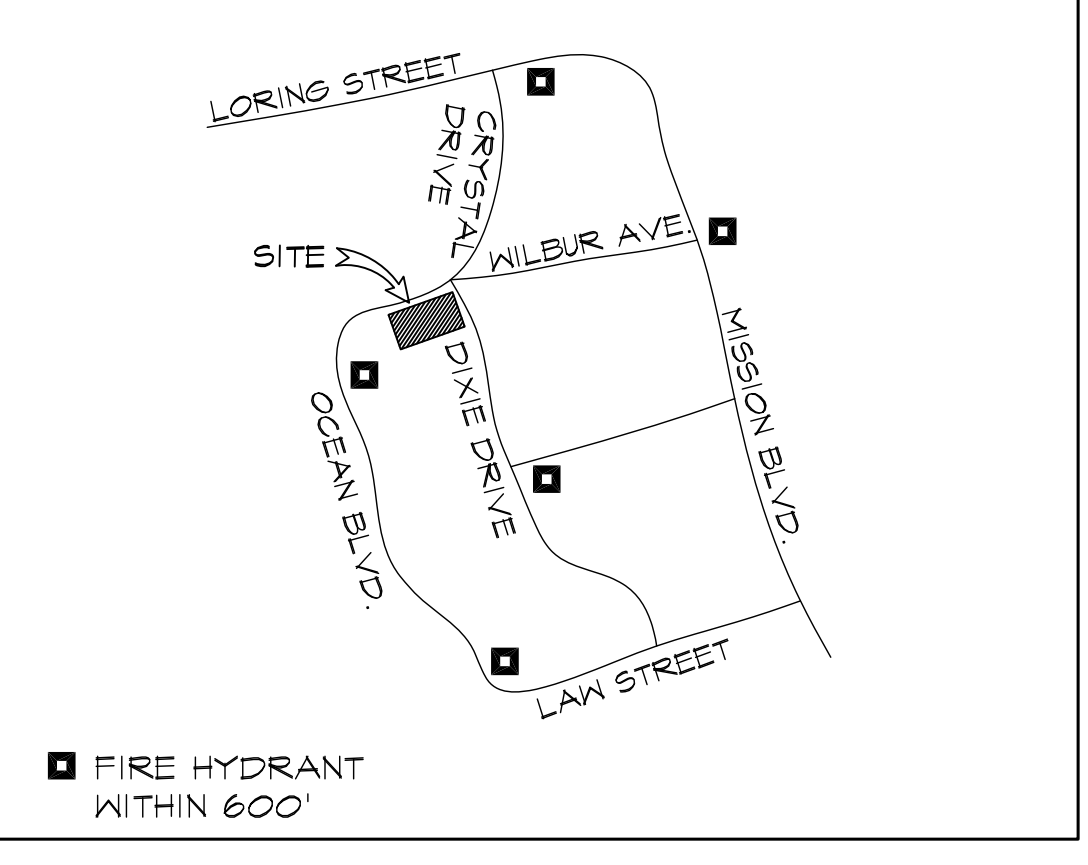 LORING STREET
CRYSTAL
DRIVE
WILBUR AVE.
SITE
MISSION BLVD.
DIXIE DRIVE
OCEAN BLVD.
LAW STREET
FIRE HYDRANT
WITHIN 600'